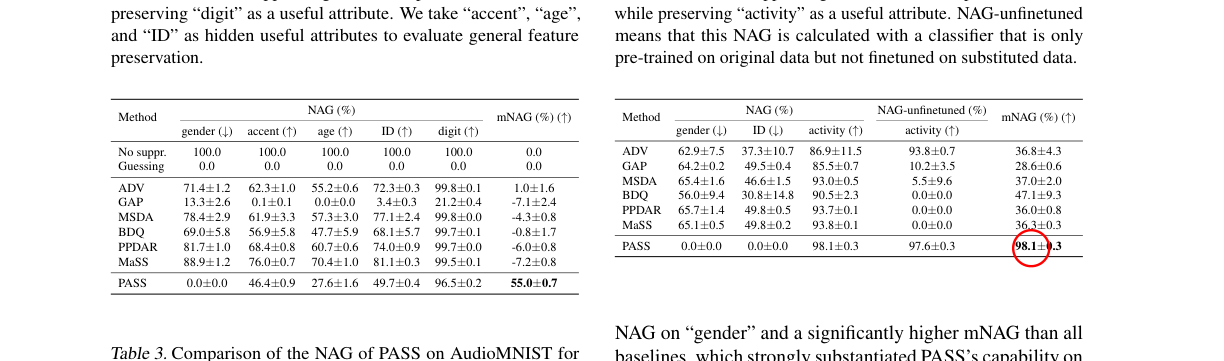 preserving “digit” as a useful attribute. We take “accent”, “age”,
and “ID” as hidden useful attributes to evaluate general feature
preservation.
Method NAG (%) mNAG (%) (↑)
gender (↓) accent (↑) age (↑) ID (↑) digit (↑)
No suppr. 100.0 100.0 100.0 100.0 100.0 0.0
Guessing 0.0 0.0 0.0 0.0 0.0 0.0
ADV 71.4±1.2 62.3±1.0 55.2±0.6 72.3±0.3 99.8±0.1 1.0±1.6
GAP 13.3±2.6 0.1±0.1 0.0±0.0 3.4±0.3 21.2±0.4 -7.1±2.4
MSDA 78.4±2.9 61.9±3.3 57.3±3.0 77.1±2.4 99.8±0.0 -4.3±0.8
BDQ 69.0±5.8 56.9±5.8 47.7±5.9 68.1±5.7 99.7±0.1 -0.8±1.7
PPDAR 81.7±1.0 68.4±0.8 60.7±0.6 74.0±0.9 99.7±0.0 -6.0±0.8
MaSS 88.9±1.2 76.0±0.7 70.4±1.0 81.1±0.3 99.5±0.1 -7.2±0.8
PASS 0.0±0.0 46.4±0.9 27.6±1.6 49.7±0.4 96.5±0.2 55.0±0.7
Table 3. Comparison of the NAG of PASS on AudioMNIST for
while preserving “activity” as a useful attribute. NAG-unfinetuned
means that this NAG is calculated with a classifier that is only
pre-trained on original data but not finetuned on substituted data.
Method NAG (%) NAG-unfinetuned (%) mNAG (%) (↑)
gender (↓) ID (↓) activity (↑) activity (↑)
ADV 62.9±7.5 37.3±10.7 86.9±11.5 93.8±0.7 36.8±4.3
GAP 64.2±0.2 49.5±0.4 85.5±0.7 10.2±3.5 28.6±0.6
MSDA 65.4±1.6 46.6±1.5 93.0±0.5 5.5±9.6 37.0±2.0
BDQ 56.0±9.4 30.8±14.8 90.5±2.3 0.0±0.0 47.1±9.3
PPDAR 65.7±1.4 49.8±0.5 93.7±0.1 0.0±0.0 36.0±0.8
MaSS 65.1±0.5 49.8±0.2 93.8±0.1 0.0±0.0 36.3±0.3
PASS 0.0±0.0 0.0±0.0 98.1±0.3 97.6±0.3 98.1±0.3
NAG on “gender” and a significantly higher mNAG than all
baselines, which strongly substantiated PASS’s capability on